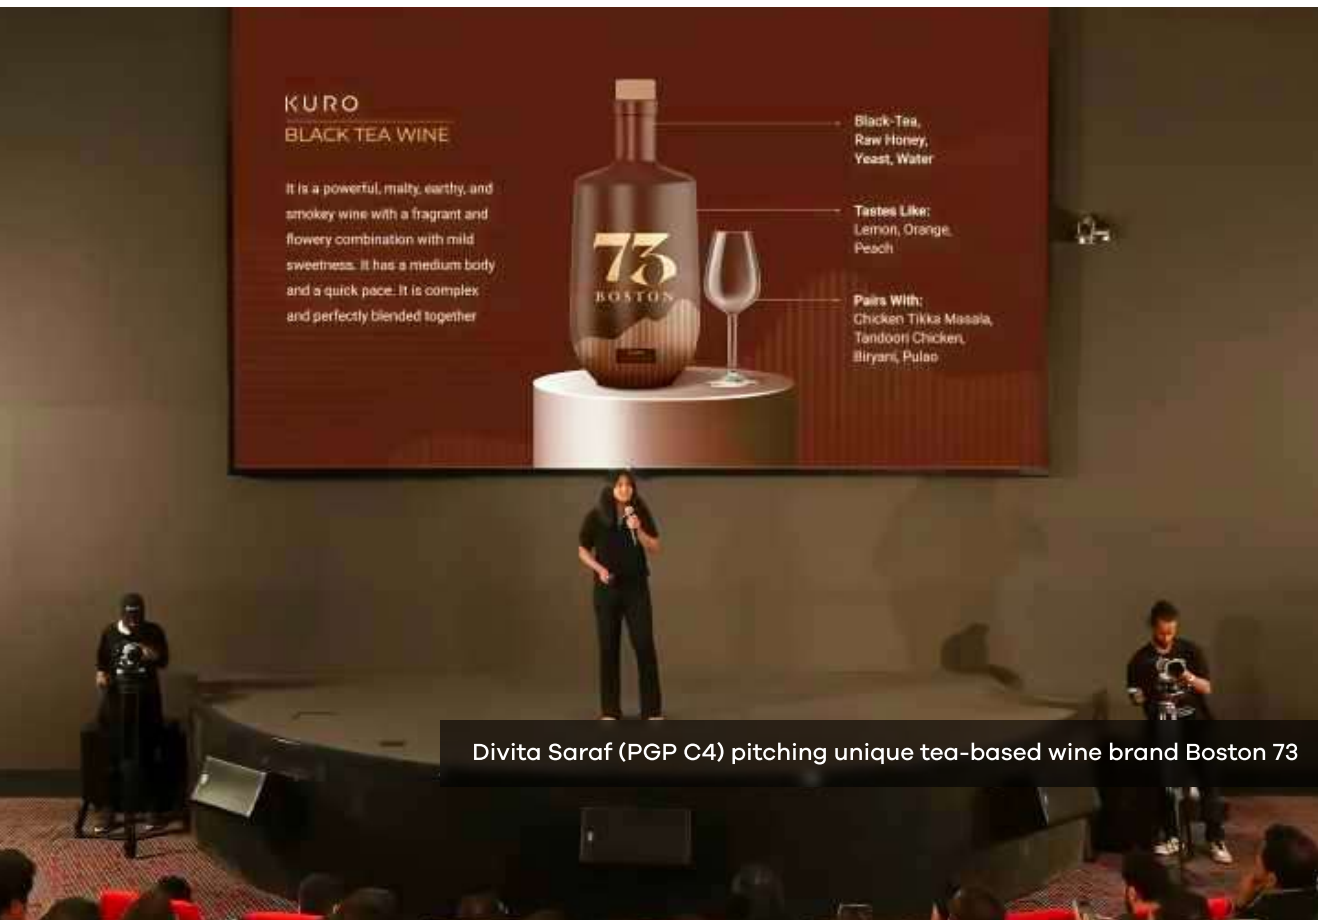 KURO
BLACK TEA WINE
It is a powerful, malty, earthy, and
smokey wine with a fragrant and
flowery combination with mild
sweetness. It has a medium body
and a quick pace. It is complex
and perfectly blended together
73
BOSTON
Black-Tea,
Raw Honey,
Yeast, Water
Tastes Like:
Lemon, Orange,
Peach
Pairs With:
Chicken Tikka Masala,
Tandoori Chicken,
Biryani, Pulao
Divita Saraf (PGP C4) pitching unique tea-based wine brand Boston 73